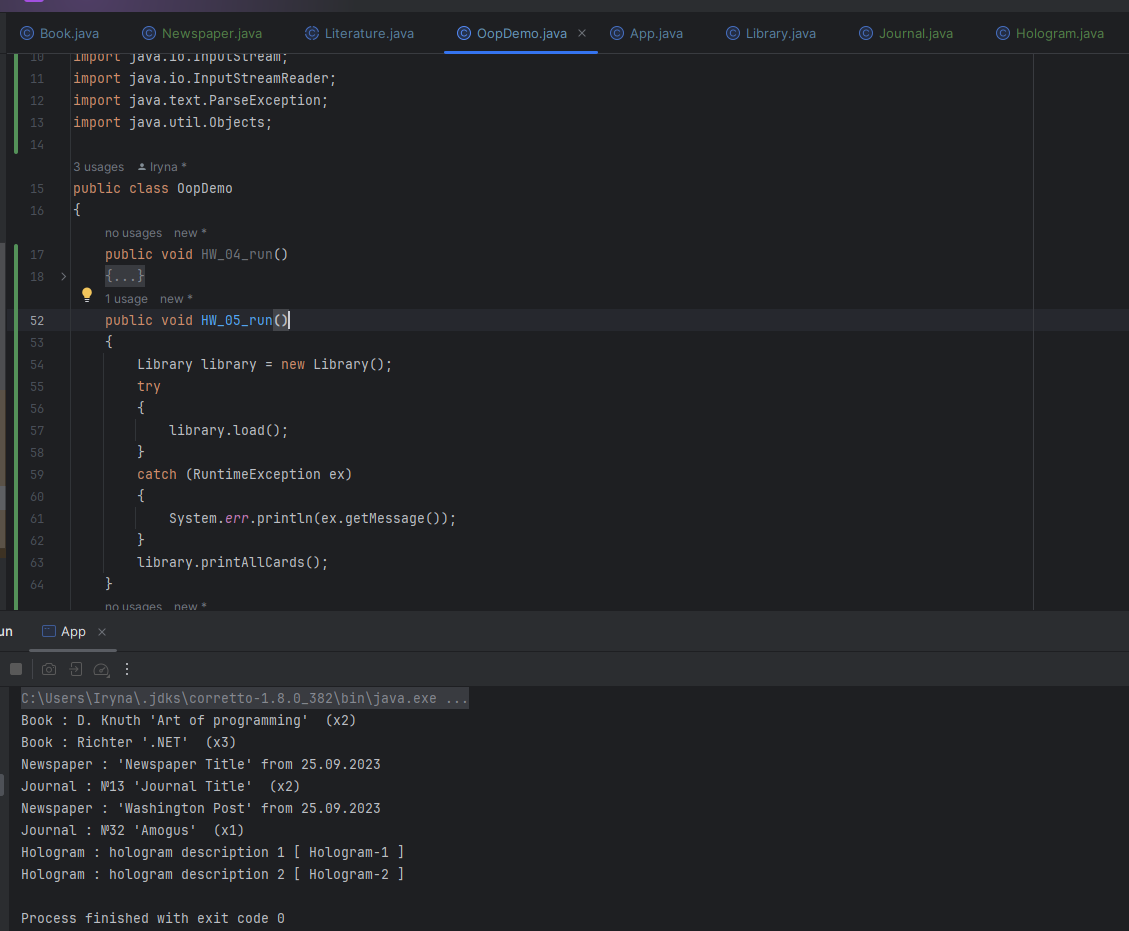 Book.java Newspaper.java Literature.java OopDemo.java App.java Library.java Journal.java Hologram.java
10 import java.io.InputStream;
11 import java.io.InputStreamReader;
12 import java.text.ParseException;
13 import java.util.Objects;
14
3 usages Iryna *
15 public class OopDemo
16 {
no usages new *
17 public void HW_04_run()
18 {...}
1 usage new *
52 public void HW_05_run()
53 {
54 Library library = new Library();
55 try
56 {
57 library.load();
58 }
59 catch (RuntimeException ex)
60 {
61 System.err.println(ex.getMessage());
62 }
63 library.printAllCards();
64 }
no usages new *
un App
C:\Users\Iryna\.jdks\corretto-1.8.0_382\bin\java.exe ...
Book : D. Knuth 'Art of programming' (x2)
Book : Richter '.NET' (x3)
Newspaper : 'Newspaper Title' from 25.09.2023
Journal : №13 'Journal Title' (x2)
Newspaper : 'Washington Post' from 25.09.2023
Journal : №32 'Amogus' (x1)
Hologram : hologram description 1 [ Hologram-1 ]
Hologram : hologram description 2 [ Hologram-2 ]
Process finished with exit code 0